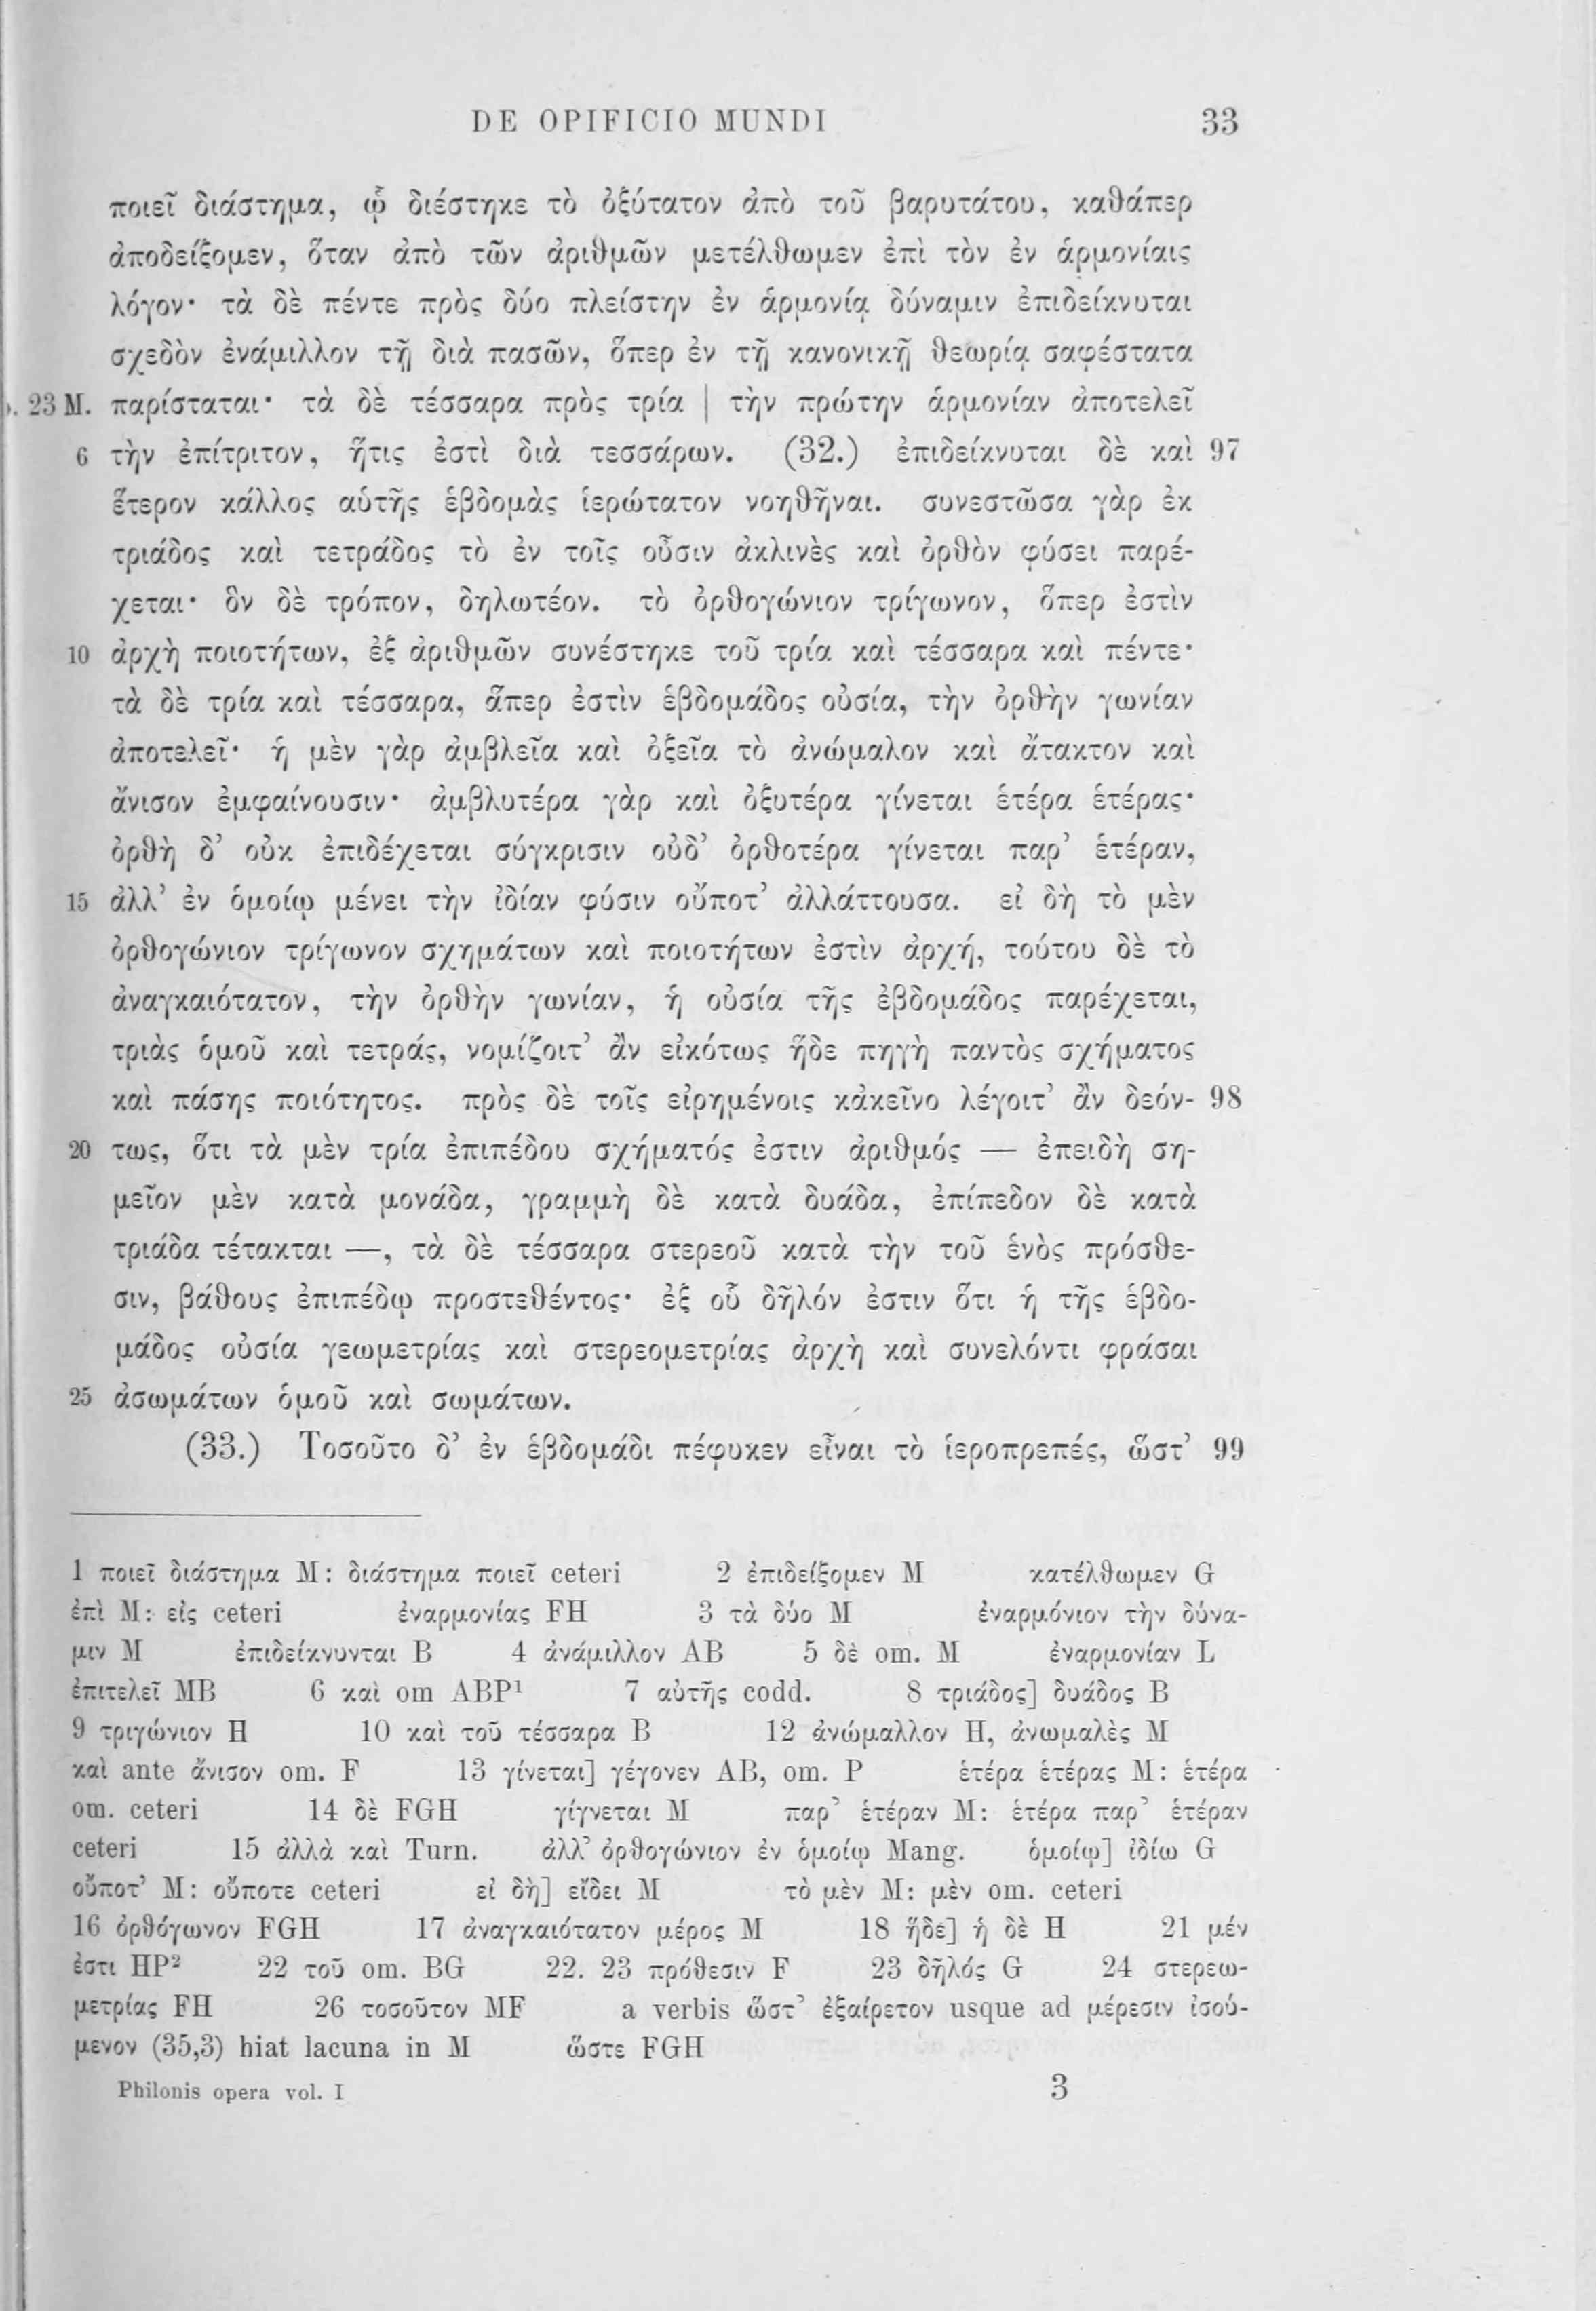 DE OPIFICIO MUNDI 33
ποιεῖ διάστημα, ᾧ διέστηκε τὸ ὀξύτατον ἀπὸ τοῦ βαρυτάτου, καθάπερ
ἀποδείξομεν, ὅταν ἀπὸ τῶν ἀριθμῶν μετέλθωμεν ἐπὶ τὸν ἐν ἁρμονίαις
λόγον· τὰ δὲ πέντε πρὸς δύο πλείστην ἐν ἁρμονίᾳ δύναμιν ἐπιδείκνυται
σχεδὸν ἐνάμιλλον τῇ διὰ πασῶν, ὅπερ ἐν τῇ κανονικῇ θεωρίᾳ σαφέστατα
. 23 M. παρίσταται· τὰ δὲ τέσσαρα πρὸς τρία | τὴν πρώτην ἁρμονίαν ἀποτελεῖ
6 τὴν ἐπίτριτον, ἥτις ἐστὶ διὰ τεσσάρων. (32.) ἐπιδείκνυται δὲ καὶ 97
ἕτερον κάλλος αὑτῆς ἑβδομὰς ἱερώτατον νοηθῆναι. συνεστῶσα γὰρ ἐκ
τριάδος καὶ τετράδος τὸ ἐν τοῖς οὖσιν ἀκλινὲς καὶ ὀρθὸν φύσει παρέ-
χεται· ὃν δὲ τρόπον, δηλωτέον. τὸ ὀρθογώνιον τρίγωνον, ὅπερ ἐστὶν
10 ἀρχὴ ποιοτήτων, ἐξ ἀριθμῶν συνέστηκε τοῦ τρία καὶ τέσσαρα καὶ πέντε·
τὰ δὲ τρία καὶ τέσσαρα, ἅπερ ἐστὶν ἑβδομάδος οὐσία, τὴν ὀρθὴν γωνίαν
ἀποτελεῖ· ἡ μὲν γὰρ ἀμβλεῖα καὶ ὀξεῖα τὸ ἀνώμαλον καὶ ἄτακτον καὶ
ἄνισον ἐμφαίνουσιν· ἀμβλυτέρα γὰρ καὶ ὀξυτέρα γίνεται ἑτέρα ἑτέρας·
ὀρθὴ δ’ οὐκ ἐπιδέχεται σύγκρισιν οὐδ’ ὀρθοτέρα γίνεται παρ’ ἑτέραν,
15 ἀλλ’ ἐν ὁμοίῳ μένει τὴν ἰδίαν φύσιν οὔποτ’ ἀλλάττουσα. εἰ δὴ τὸ μὲν
ὀρθογώνιον τρίγωνον σχημάτων καὶ ποιοτήτων ἐστὶν ἀρχή, τούτου δὲ τὸ
ἀναγκαιότατον, τὴν ὀρθὴν γωνίαν, ἡ οὐσία τῆς ἑβδομάδος παρέχεται,
τριὰς ὁμοῦ καὶ τετράς, νομίζοιτ’ ἂν εἰκότως ἥδε πηγὴ παντὸς σχήματος
καὶ πάσης ποιότητος. πρὸς δὲ τοῖς εἰρημένοις κἀκεῖνο λέγοιτ’ ἂν δεόν- 98
20 τως, ὅτι τὰ μὲν τρία ἐπιπέδου σχήματός ἐστιν ἀριθμός — ἐπειδὴ ση-
μεῖον μὲν κατὰ μονάδα, γραμμὴ δὲ κατὰ δυάδα, ἐπίπεδον δὲ κατὰ
τριάδα τέτακται —, τὰ δὲ τέσσαρα στερεοῦ κατὰ τὴν τοῦ ἑνὸς πρόσθε-
σιν, βάθους ἐπιπέδῳ προστεθέντος· ἐξ οὗ δῆλόν ἐστιν ὅτι ἡ τῆς ἑβδο-
μάδος οὐσία γεωμετρίας καὶ στερεομετρίας ἀρχὴ καὶ συνελόντι φράσαι
25 ἀσωμάτων ὁμοῦ καὶ σωμάτων.
(33.) Τοσοῦτο δ’ ἐν ἑβδομάδι πέφυκεν εἶναι τὸ ἱεροπρεπές, ὥστ’ 99
1 ποιεῖ διάστημα M: διάστημα ποιεῖ ceteri 2 ἐπιδείξομεν M κατέλθωμεν G
ἐπὶ M: εἰς ceteri ἐναρμονίας FH 3 τὰ δύο M ἐναρμόνιον τὴν δύνα-
μιν M ἐπιδείκνυνται B 4 ἀνάμιλλον AB 5 δὲ om. M ἐναρμονίαν L
ἐπιτελεῖ MB 6 καὶ om ABP¹ 7 αὐτῆς codd. 8 τριάδος] δυάδος B
9 τριγώνιον H 10 καὶ τοῦ τέσσαρα B 12 ἀνώμαλλον H, ἀνωμαλὲς M
καὶ ante ἄνισον om. F 13 γίνεται] γέγονεν AB, om. P ἑτέρα ἑτέρας M: ἑτέρα
om. ceteri 14 δὲ FGH γίγνεται M παρ’ ἑτέραν M: ἑτέρα παρ’ ἑτέραν
ceteri 15 ἀλλὰ καὶ Turn. ἀλλ’ ὀρθογώνιον ἐν ὁμοίῳ Mang. ὁμοίῳ] ἰδίω G
οὔποτ’ M: οὔποτε ceteri εἰ δὴ] εἴδει M τὸ μὲν M: μὲν om. ceteri
16 ὀρθόγωνον FGH 17 ἀναγκαιότατον μέρος M 18 ἥδε] ἡ δὲ H 21 μέν
ἐστι HP² 22 τοῦ om. BG 22. 23 πρόθεσιν F 23 δῆλός G 24 στερεω-
μετρίας FH 26 τοσοῦτον MF a verbis ὥστ’ ἐξαίρετον usque ad μέρεσιν ἰσού-
μενον (35,3) hiat lacuna in M ὥστε FGH
Philonis opera vol. I 3